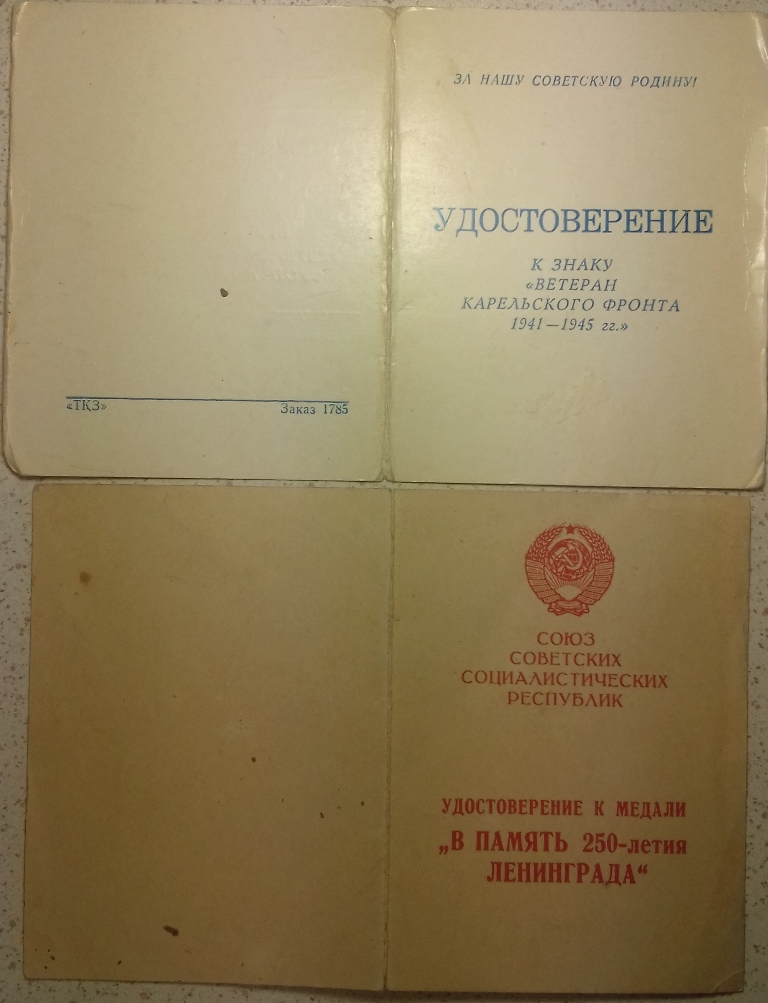 ЗА НАШУ СОВЕТСКУЮ РОДИНУ!
УДОСТОВЕРЕНИЕ
К ЗНАКУ
«ВЕТЕРАН
КАРЕЛЬСКОГО ФРОНТА
1941—1945 гг.»
«ТКЗ» Заказ 1785
СОЮЗ
СОВЕТСКИХ
СОЦИАЛИСТИЧЕСКИХ
РЕСПУБЛИК
УДОСТОВЕРЕНИЕ К МЕДАЛИ
„В ПАМЯТЬ 250-летия
ЛЕНИНГРАДА“